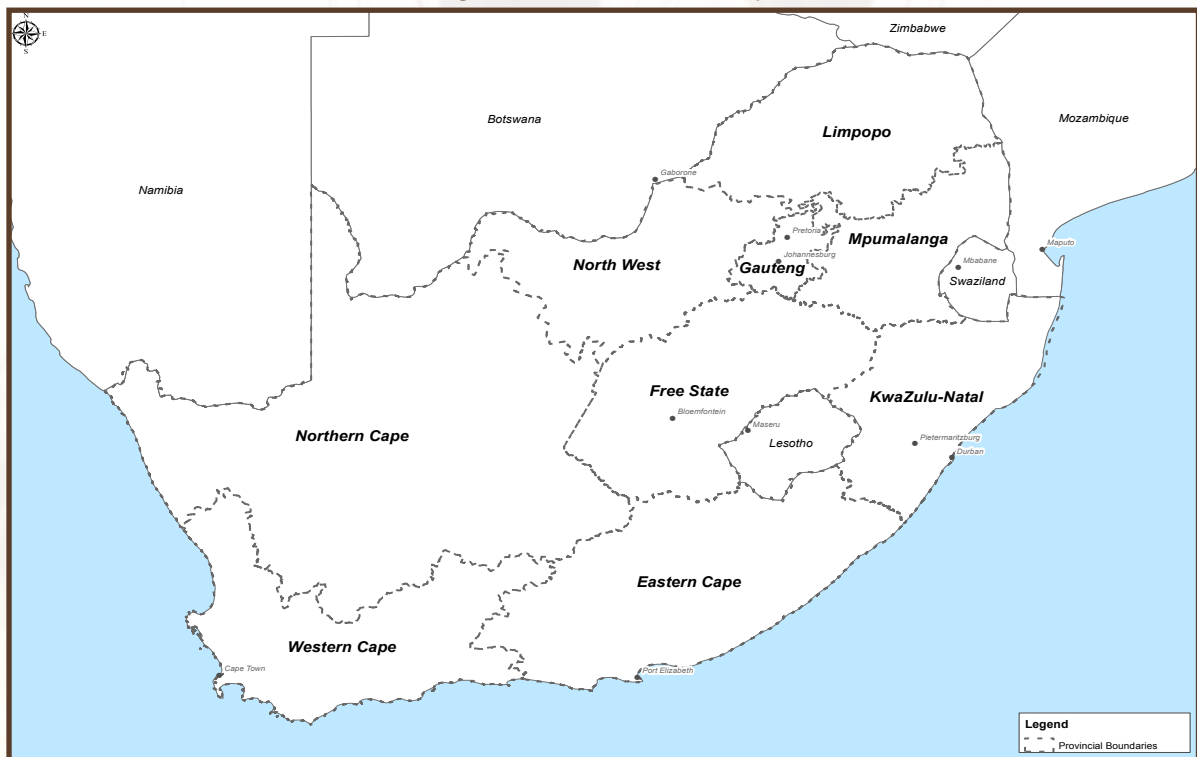 N
E
S
Zimbabwe
Botswana
Mozambique
Limpopo
Namibia
Gaborone
Pretoria
Mpumalanga
Maputo
Johannesburg
North West
Gauteng
Mbabane
Swaziland
Free State
KwaZulu-Natal
Bloemfontein
Maseru
Northern Cape
Lesotho
Pietermaritzburg
Durban
Eastern Cape
Western Cape
Cape Town
Port Elizabeth
Legend
Provincial Boundaries